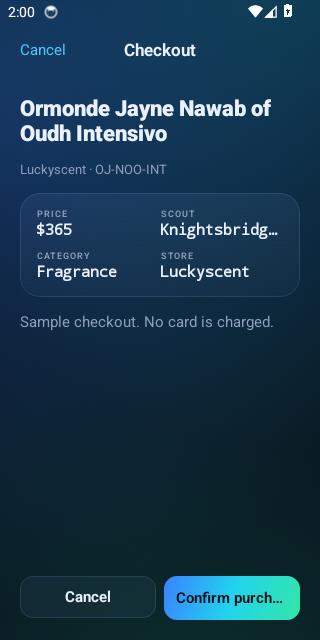 2:00
Cancel
Checkout
Ormonde Jayne Nawab of
Oudh Intensivo
Luckyscent · OJ-NOO-INT
PRICE
SCOUT
$365
Knightsbridg…
CATEGORY
STORE
Fragrance
Luckyscent
Sample checkout. No card is charged.
Cancel
Confirm purch…